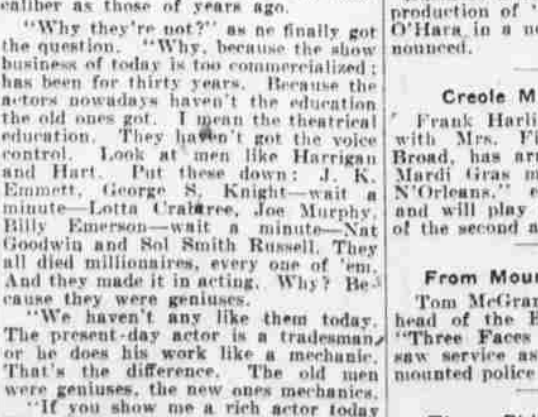 caliber as those of years ago.
"Why they're not?" as he finally got
the question. "Why, because the show
business of today is too commercialized;
has been for thirty years. Because the
actors nowadays haven't the education
the old ones got. I mean the theatrical
education. They haven't got the voice
control. Look at men like Harrigan
and Hart. Put these down: J. K.
Emmett, George S. Knight—wait a
minute—Lotta Crabtree, Joe Murphy,
Billy Emerson—wait a minute—Nat
Goodwin and Sol Smith Russell. They
all died millionaires, every one of 'em.
And they made it in acting. Why? Be-
cause they were geniuses.
"We haven't any like them today.
The present-day actor is a tradesman,
or he does his work like a mechanic.
That's the difference. The old men
were geniuses, the new ones mechanics.
"If you show me a rich actor today
production of
O'Hara in a
nounced.
Creole M
Frank Harli
with Mrs. Fi
Broad, has arr
Mardi Gras m
N'Orleans," e
and will play
of the second a
From Mour
Tom McGra
head of the
"Three Faces
saw service as
mounted police